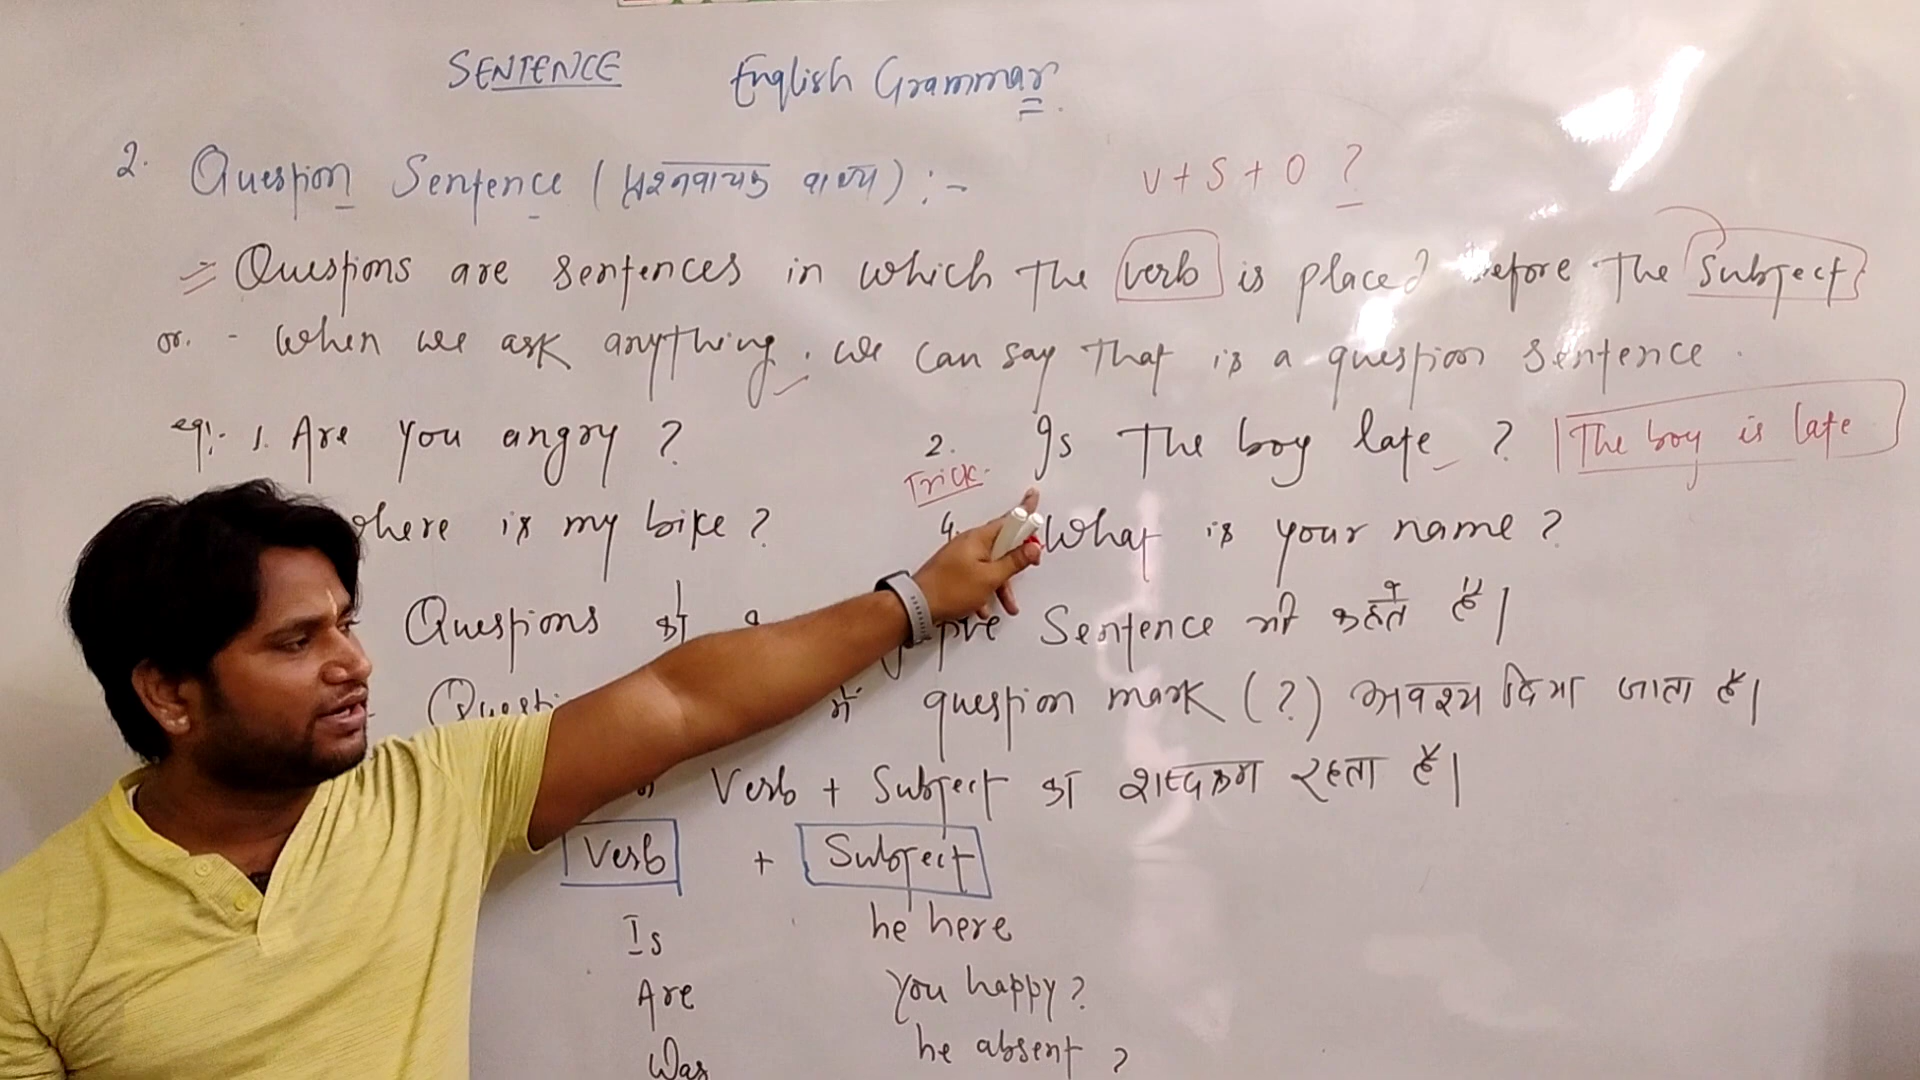 SENTENCE English Grammar
2. Question Sentence (प्रश्नवाचक वाक्य) :- V + S + O ?
⇒ Questions are sentences in which the verb is placed before the Subject
or. - When we ask anything, we can say that is a question sentence.
eg:- 1. Are you angry ? 2. Is the boy late ? The boy is late
Trick
where is my bike ? 4. What is your name ?
Questions को Sentence भी कहते हैं।
में question mark (?) अवश्य दिया जाता है।
Verb + Subject का शब्दक्रम रहता है।
Verb + Subject
Is he here
Are you happy ?
Was he absent ?